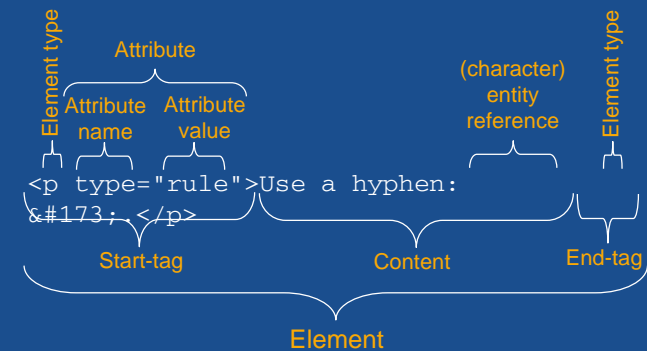 Element type
Attribute
(character)
entity
reference
Element type
Attribute
name
Attribute
value
<p type="rule">Use a hyphen:
&#173;.</p>
Start-tag
Content
End-tag
Element